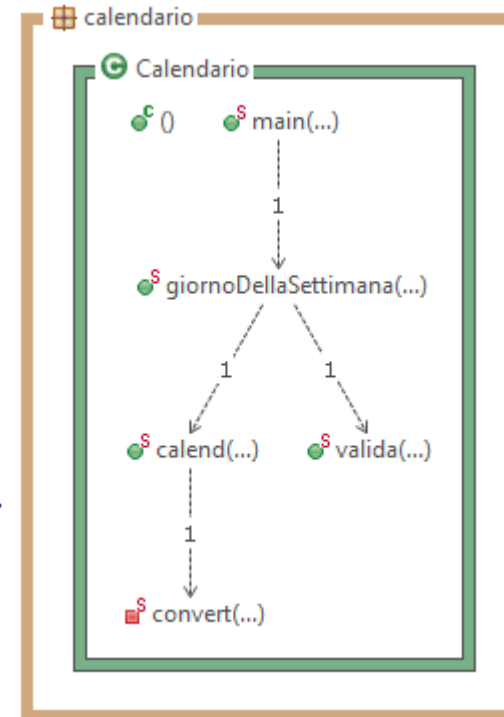 calendario
C Calendario
C () S main(...)
1
S giornoDellaSettimana(...)
1 1
S calend(...) S valida(...)
1
S convert(...)